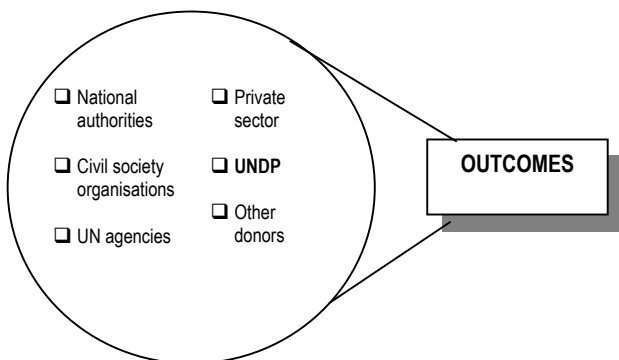 ❑ National
authorities
❑ Civil society
organisations
❑ UN agencies
❑ Private
sector
❑ UNDP
❑ Other
donors
OUTCOMES